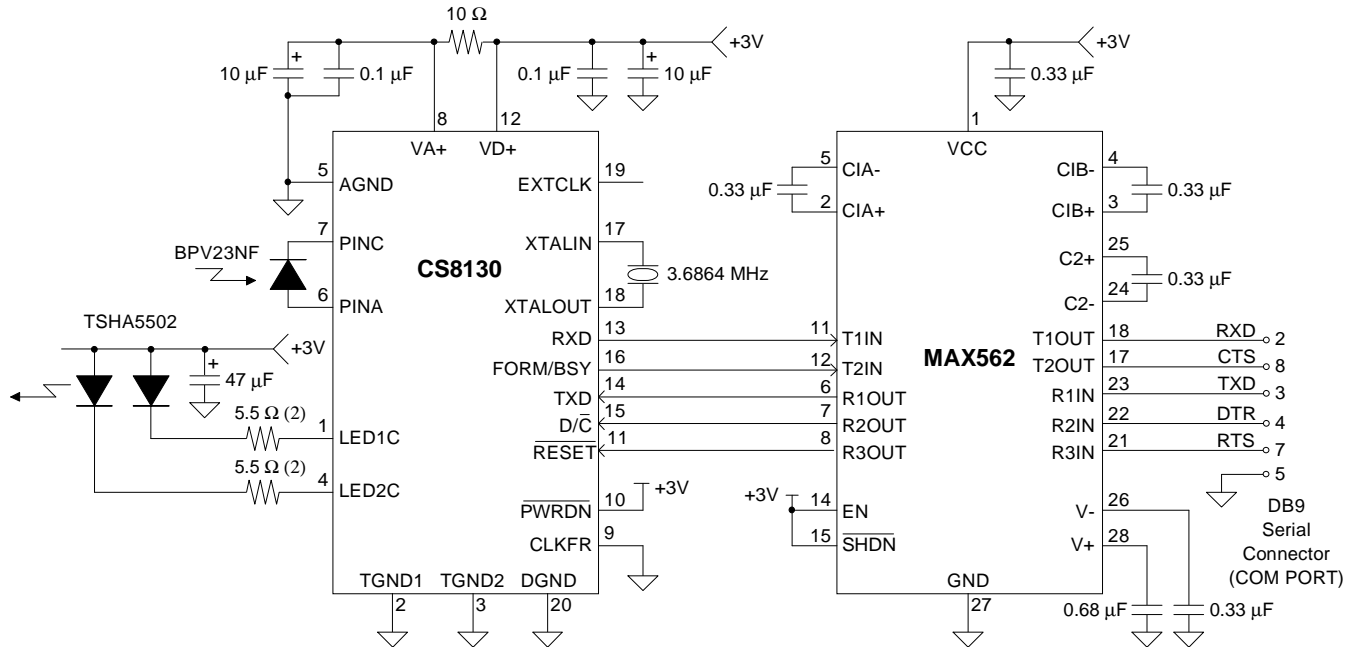 10 Ω
+3V
+3V
10 µF
+
0.1 µF
0.1 µF
+
10 µF
0.33 µF
8
12
1
VA+
VD+
VCC
5
AGND
EXTCLK
19
5
CIA-
CIB-
4
0.33 µF
0.33 µF
2
CIA+
CIB+
3
7
PINC
XTALIN
17
BPV23NF
CS8130
3.6864 MHz
C2+
25
0.33 µF
6
PINA
XTALOUT
18
C2-
24
TSHA5502
+3V
+
47 µF
RXD
13
11
T1IN
MAX562
T1OUT
18
RXD
2
FORM/BSY
16
12
T2IN
T2OUT
17
CTS
8
TXD
14
6
R1OUT
R1IN
23
TXD
3
D/C̅
15
7
R2OUT
R2IN
22
DTR
4
5.5 Ω (2)
1
LED1C
R̅E̅S̅E̅T̅
11
8
R3OUT
R3IN
21
RTS
7
5
5.5 Ω (2)
4
LED2C
P̅W̅R̅D̅N̅
10
+3V
+3V
14
EN
V-
26
CLKFR
9
15
S̅H̅D̅N̅
V+
28
DB9
Serial
Connector
(COM PORT)
TGND1
TGND2
DGND
GND
2
3
20
27
0.68 µF
0.33 µF